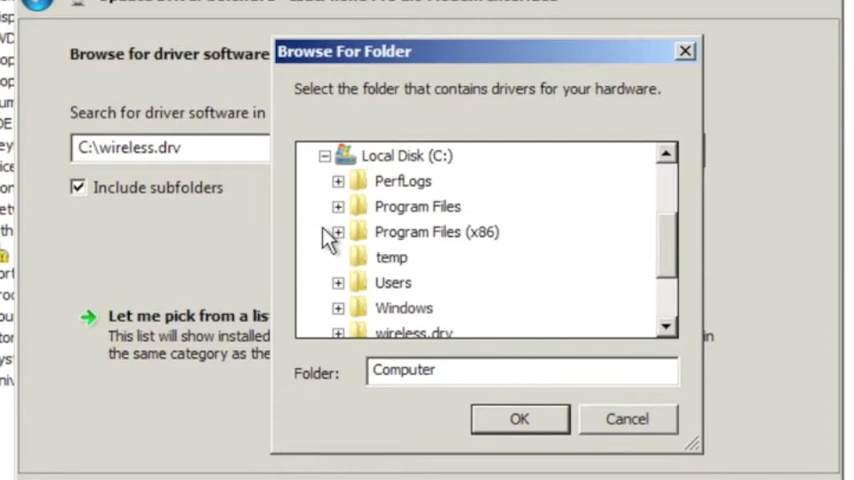 Browse For Folder
Browse for driver software
Select the folder that contains drivers for your hardware.
Search for driver software in
C:\wireless.drv
Local Disk (C:)
PerfLogs
Include subfolders
Program Files
Program Files (x86)
temp
Users
Windows
wireless.drv
Let me pick from a lis
This list will show installed
in
the same category as the
Folder:
Computer
OK
Cancel